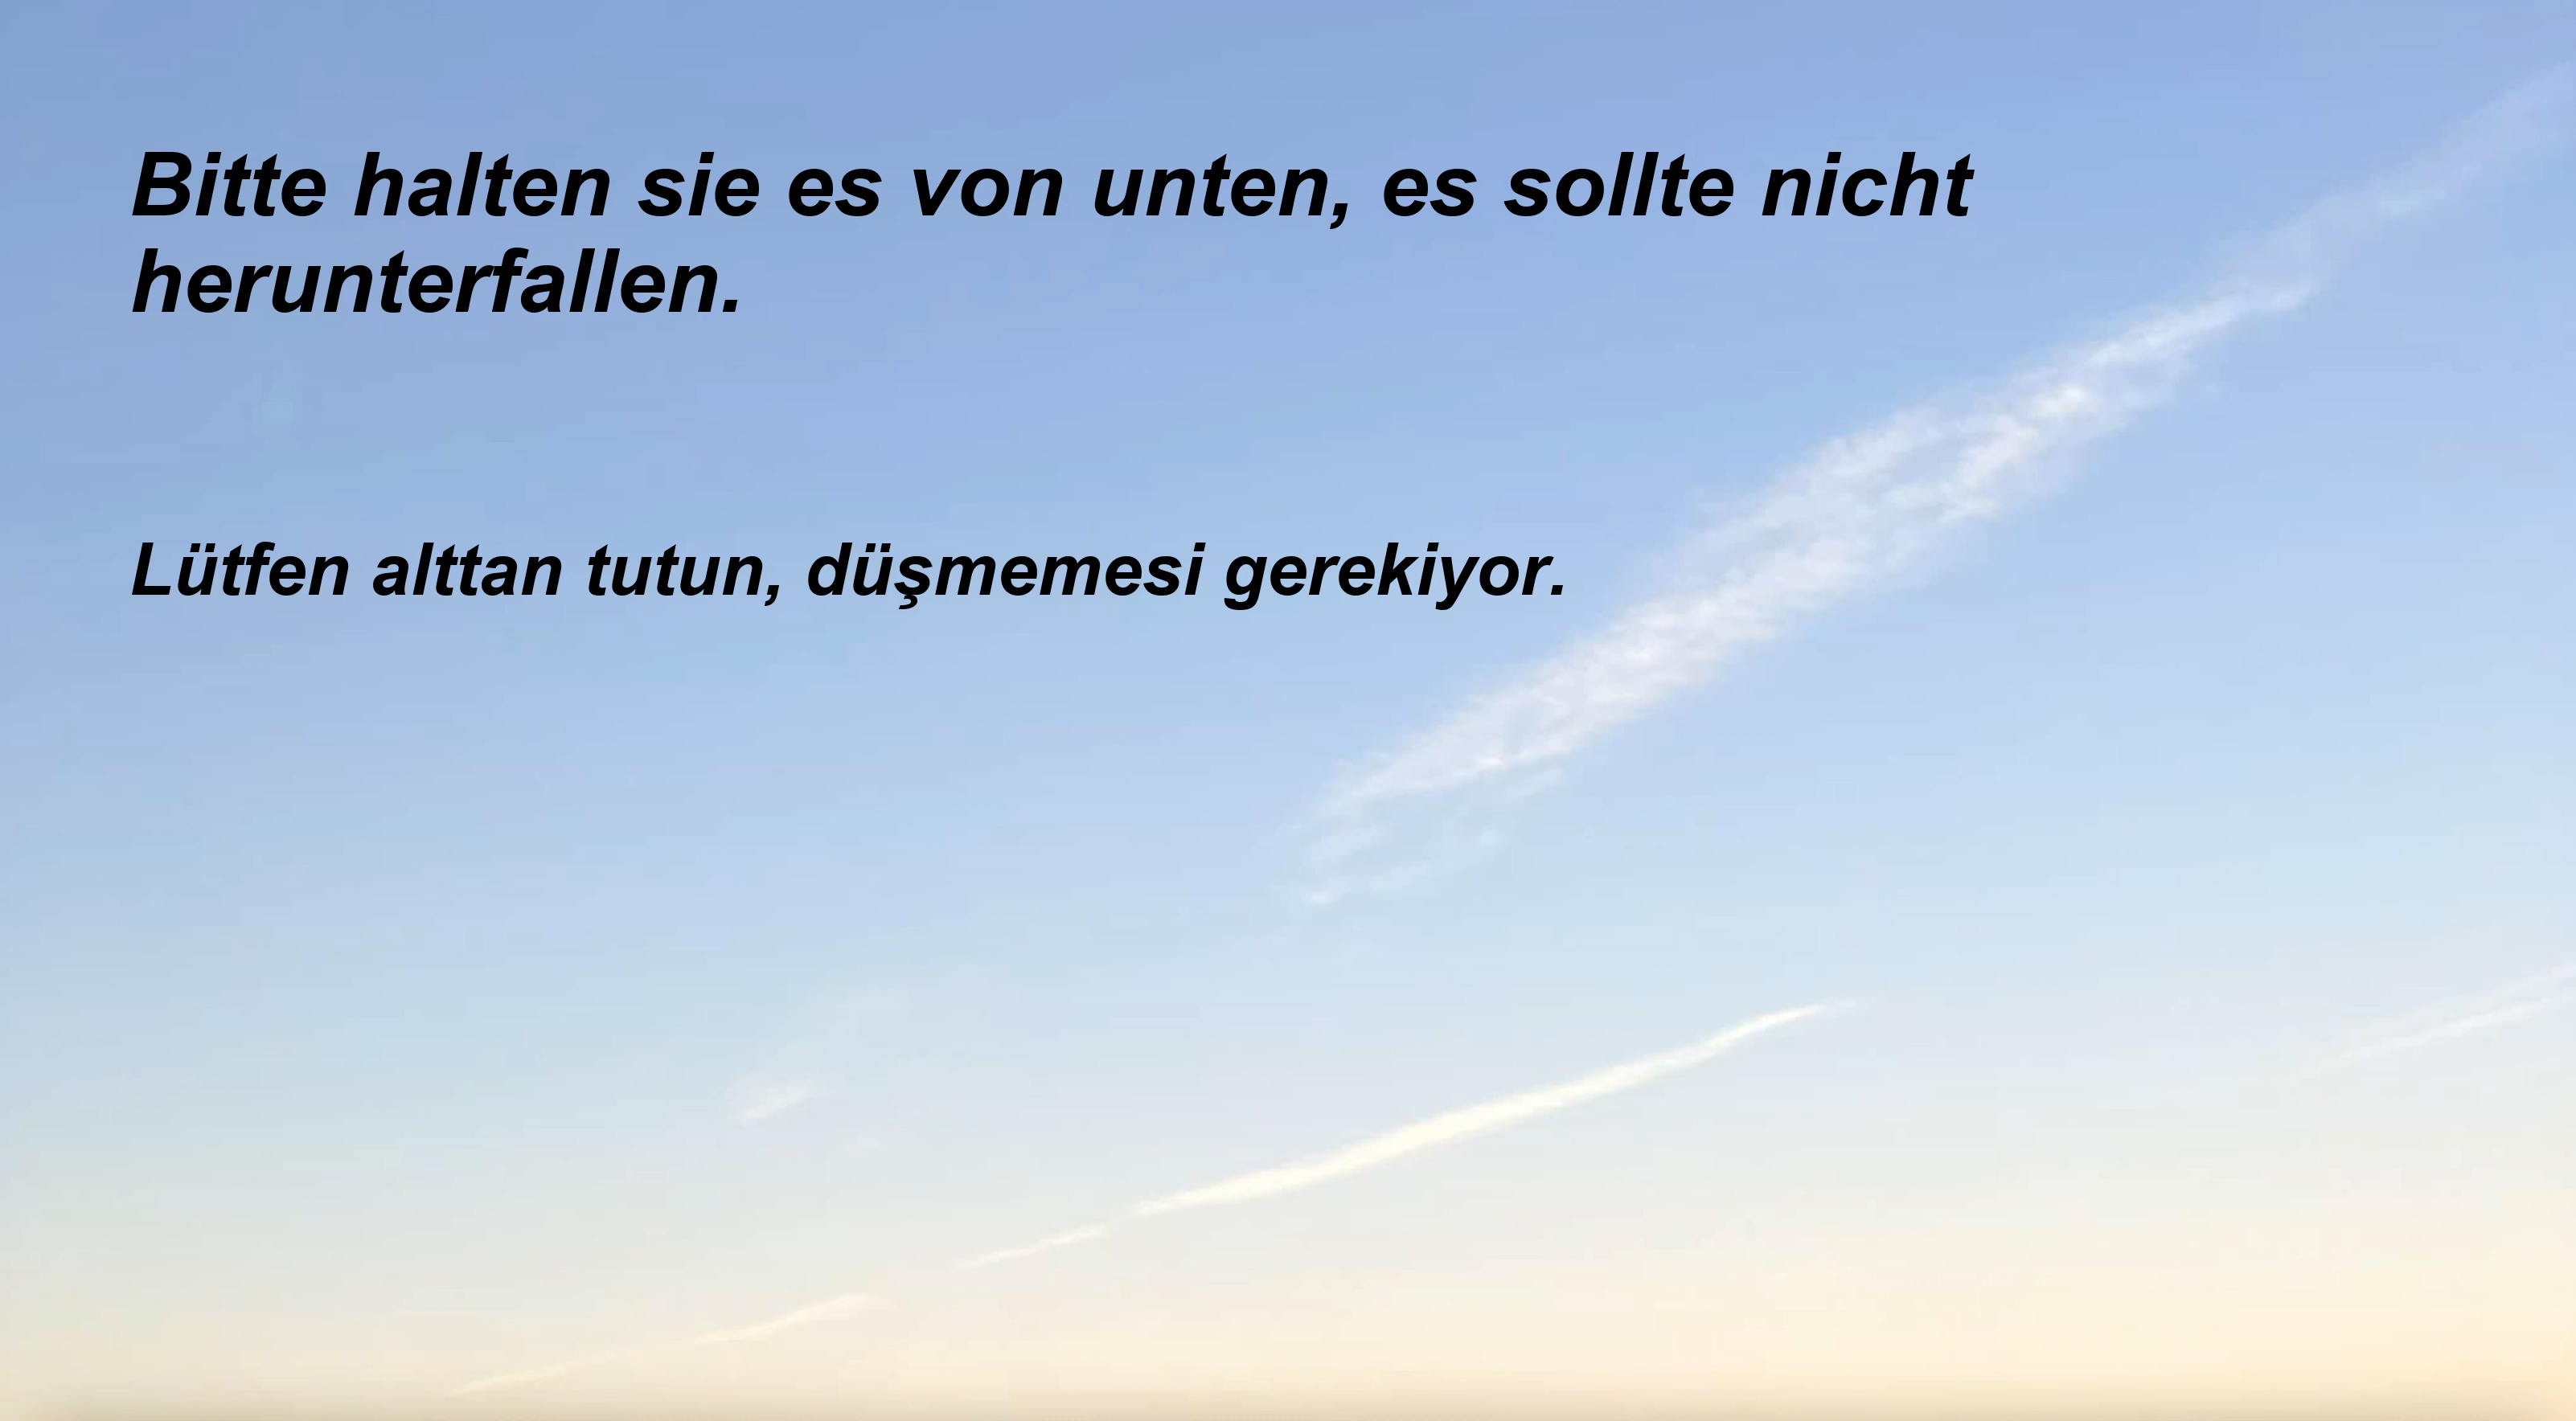 Bitte halten sie es von unten, es sollte nicht
herunterfallen.
Lütfen alttan tutun, düşmemesi gerekiyor.